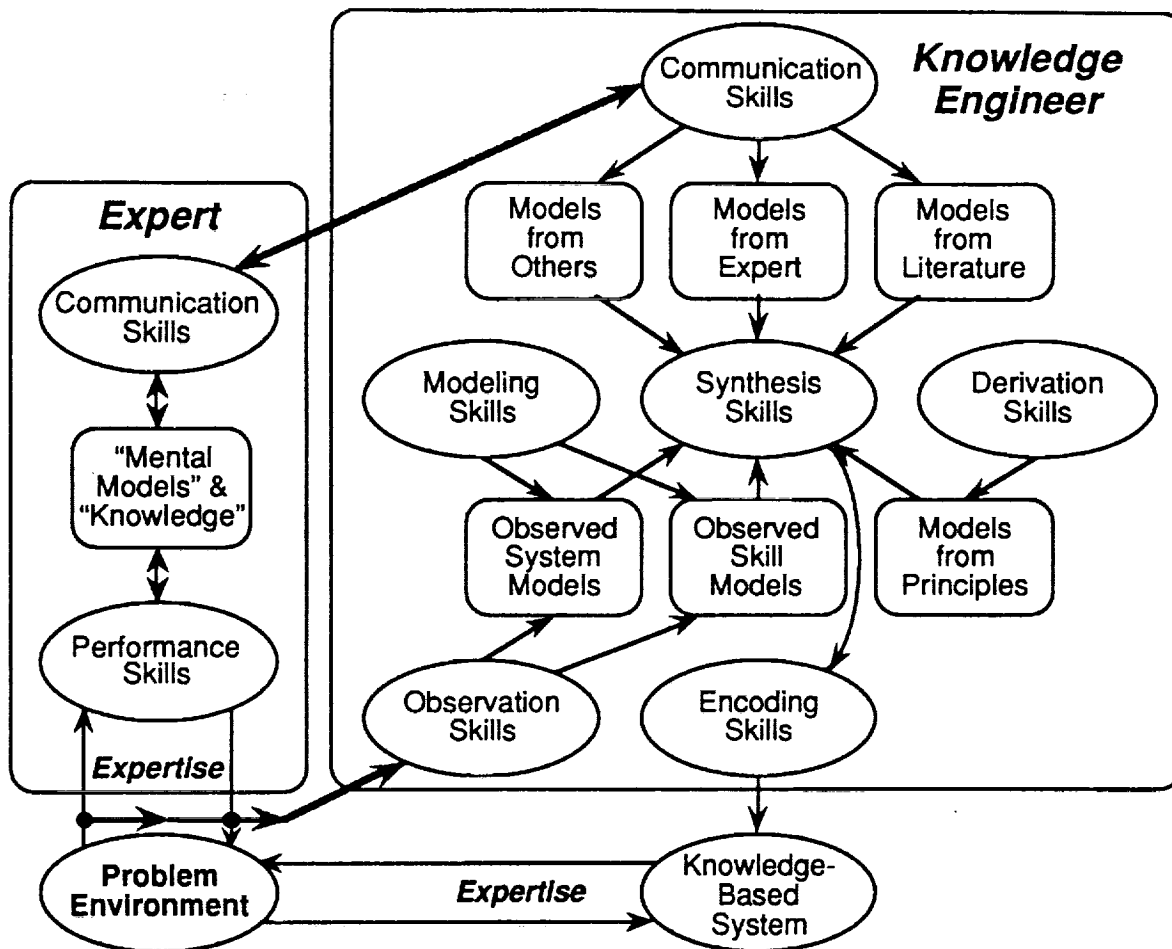 Knowledge
Engineer
Communication
Skills
Expert
Models
from
Others
Models
from
Expert
Models
from
Literature
Communication
Skills
Modeling
Skills
Synthesis
Skills
Derivation
Skills
“Mental
Models” &
“Knowledge”
Observed
System
Models
Observed
Skill
Models
Models
from
Principles
Performance
Skills
Observation
Skills
Encoding
Skills
Expertise
Problem
Environment
Expertise
Knowledge-
Based
System